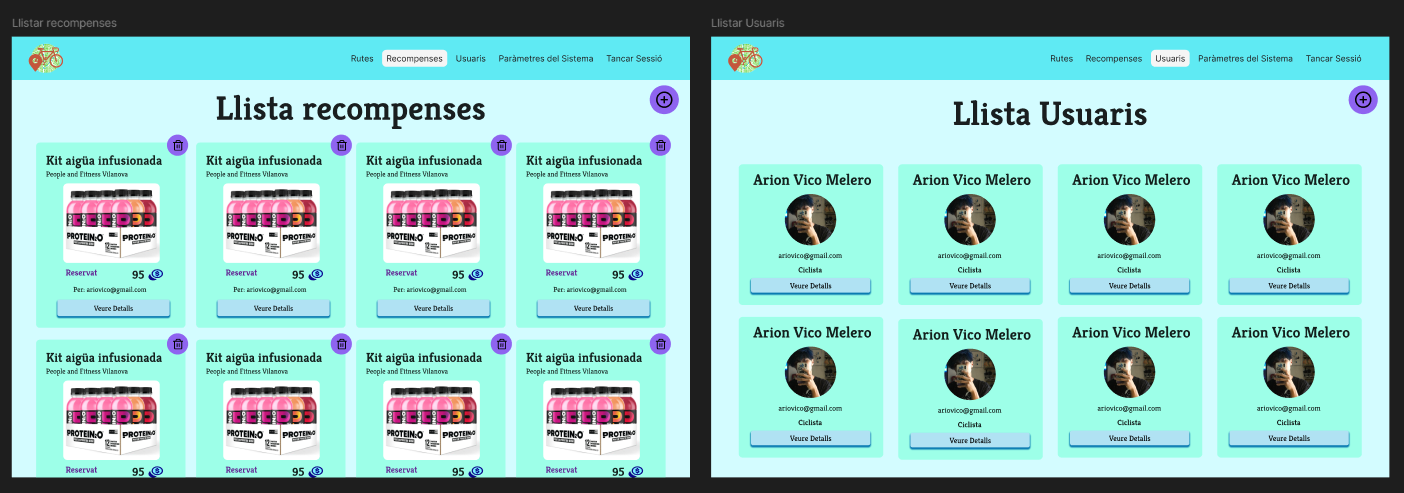 Llistar recompenses
Rutes Recompenses Usuaris Paràmetres del Sistema Tancar Sessió
Llista recompenses
Kit aigüa infusionada Kit aigüa infusionada Kit aigüa infusionada Kit aigüa infusionada
People and Fitness Vilanova People and Fitness Vilanova People and Fitness Vilanova People and Fitness Vilanova
PROTEIN2O PROTEIN2O PROTEIN2O PROTEIN2O PROTEIN2O PROTEIN2O PROTEIN2O PROTEIN2O
Reservat 95 Reservat 95 Reservat 95 Reservat 95
Per: ariovico@gmail.com Per: ariovico@gmail.com Per: ariovico@gmail.com Per: ariovico@gmail.com
Veure Detalls Veure Detalls Veure Detalls Veure Detalls
Kit aigüa infusionada Kit aigüa infusionada Kit aigüa infusionada Kit aigüa infusionada
People and Fitness Vilanova People and Fitness Vilanova People and Fitness Vilanova People and Fitness Vilanova
PROTEIN2O PROTEIN2O PROTEIN2O PROTEIN2O PROTEIN2O PROTEIN2O PROTEIN2O PROTEIN2O
Reservat 95 Reservat 95 Reservat 95 Reservat 95
Llistar Usuaris
Rutes Recompenses Usuaris Paràmetres del Sistema Tancar Sessió
Llista Usuaris
Arion Vico Melero Arion Vico Melero Arion Vico Melero Arion Vico Melero
ariovico@gmail.com ariovico@gmail.com ariovico@gmail.com ariovico@gmail.com
Ciclista Ciclista Ciclista Ciclista
Veure Detalls Veure Detalls Veure Detalls Veure Detalls
Arion Vico Melero Arion Vico Melero Arion Vico Melero Arion Vico Melero
ariovico@gmail.com ariovico@gmail.com ariovico@gmail.com ariovico@gmail.com
Ciclista Ciclista Ciclista Ciclista
Veure Detalls Veure Detalls Veure Detalls Veure Detalls